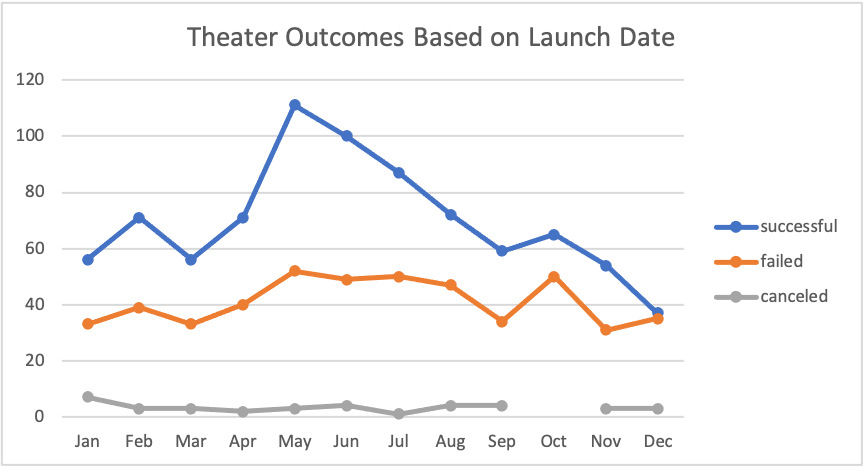 Theater Outcomes Based on Launch Date
120
100
80
60
40
20
0
Jan Feb Mar Apr May Jun Jul Aug Sep Oct Nov Dec
successful
failed
canceled